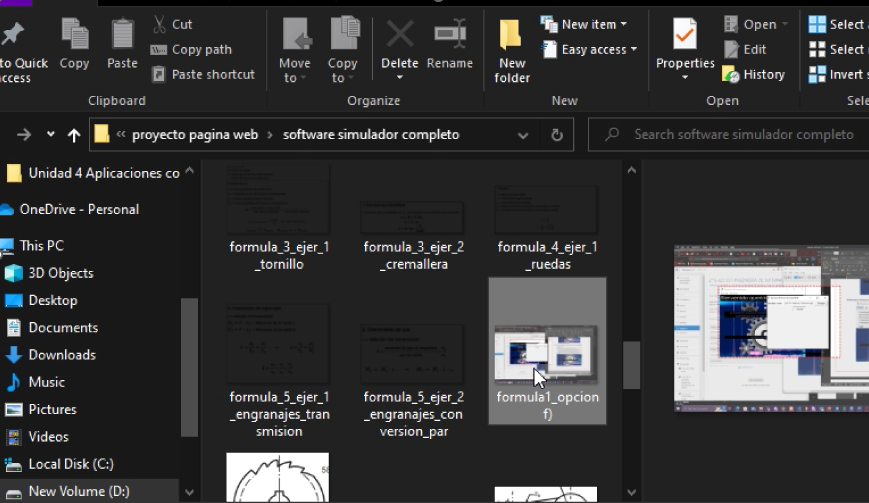 to Quick
access
Copy
Paste
Cut
Copy path
Paste shortcut
Move
to
Copy
to
Delete
Rename
New
folder
New item
Easy access
Properties
Open
Edit
History
Select
Select
Invert s
Clipboard
Organize
New
Open
Sele
« proyecto pagina web > software simulador completo
Search software simulador completo
Unidad 4 Aplicaciones co
OneDrive - Personal
This PC
3D Objects
Desktop
Documents
Downloads
Music
Pictures
Videos
Local Disk (C:)
New Volume (D:)
formula_3_ejer_1
_tornillo
formula_3_ejer_2
_cremallera
formula_4_ejer_1
_ruedas
formula_5_ejer_1
_engranajes_tran
smision
formula_5_ejer_2
_engranajes_con
version_par
formula1_opcion
f)